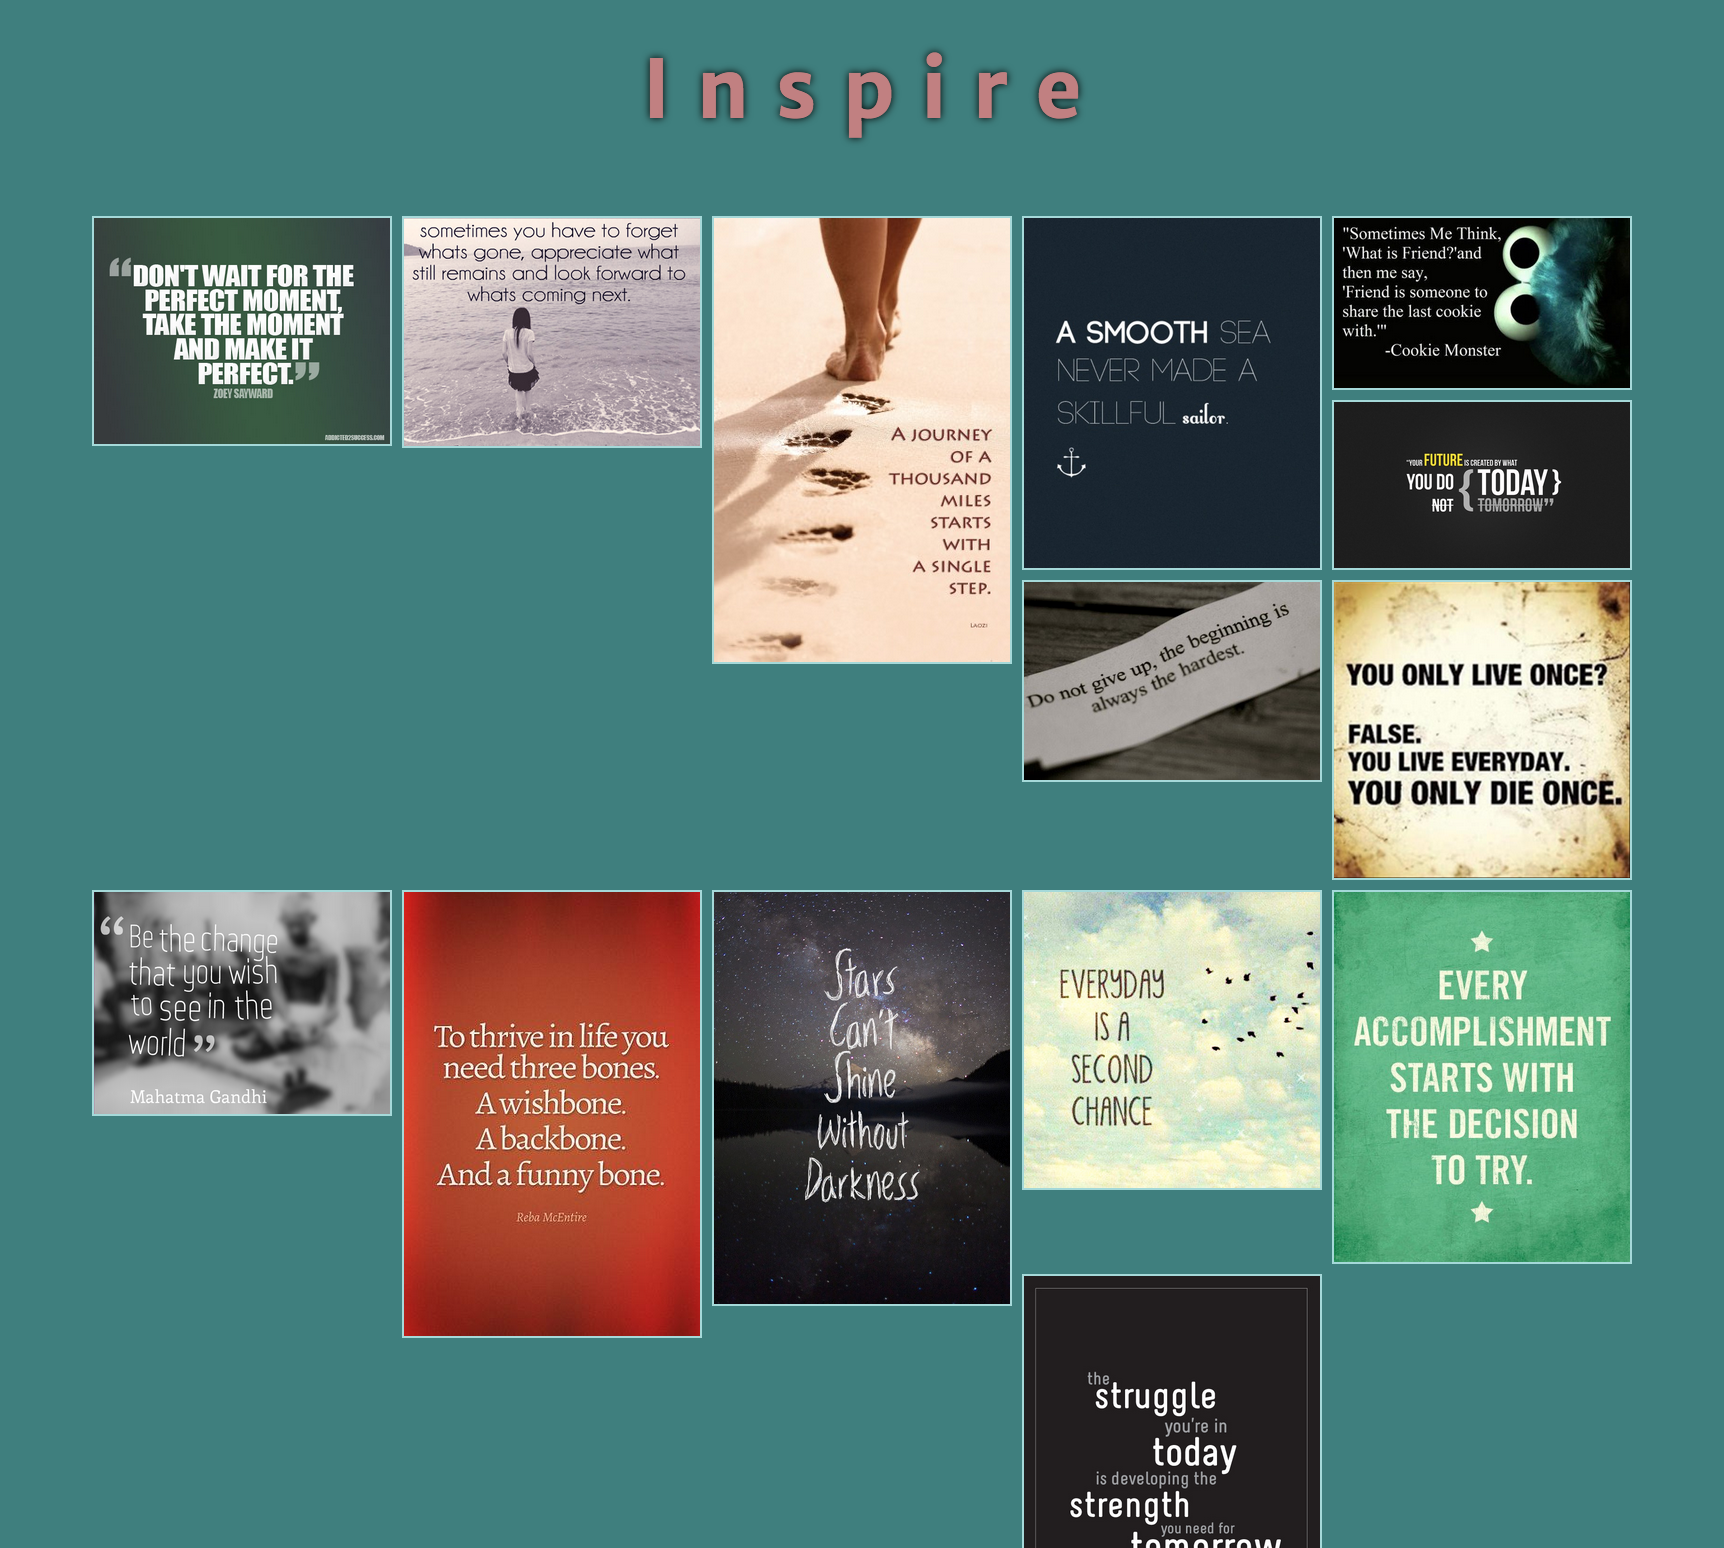 Inspire
“DON'T WAIT FOR THE
PERFECT MOMENT,
TAKE THE MOMENT
AND MAKE IT
PERFECT.”
ZOEY SAYWARD
ADDICTED2SUCCESS.COM
sometimes you have to forget
whats gone, appreciate what
still remains and look forward to
whats coming next.
A JOURNEY
OF A
THOUSAND
MILES
STARTS
WITH
A SINGLE
STEP.
LAOZI
A SMOOTH SEA
NEVER MADE A
SKILLFUL sailor.
"Sometimes Me Think,
'What is Friend?'and
then me say,
'Friend is someone to
share the last cookie
with.'"
-Cookie Monster
"YOUR FUTURE IS CREATED BY WHAT
YOU DO { TODAY }
NOT TOMORROW”
Do not give up, the beginning is
always the hardest.
YOU ONLY LIVE ONCE?
FALSE.
YOU LIVE EVERYDAY.
YOU ONLY DIE ONCE.
“Be the change
that you wish
to see in the
world”
Mahatma Gandhi
To thrive in life you
need three bones.
A wishbone.
A backbone.
And a funny bone.
Reba McEntire
Stars
Can't
Shine
Without
Darkness
EVERYDAY
IS A
SECOND
CHANCE
EVERY
ACCOMPLISHMENT
STARTS WITH
THE DECISION
TO TRY.
the
struggle
you're in
today
is developing the
strength
you need for
tomorrow